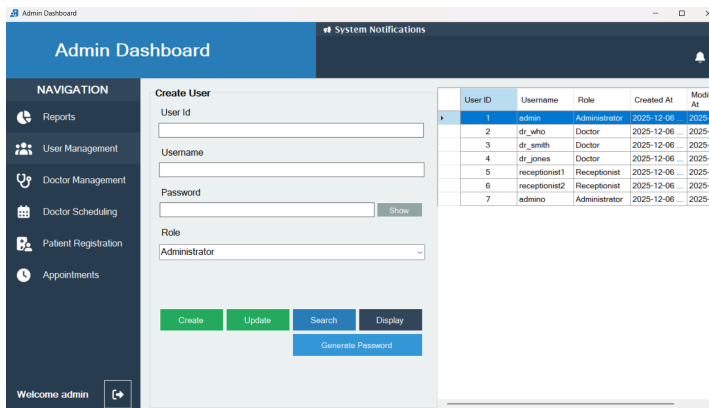 Admin Dashboard
System Notifications
Admin Dashboard
NAVIGATION
Reports
User Management
Doctor Management
Doctor Scheduling
Patient Registration
Appointments
Welcome admin
Create User
User Id
Username
Password
Show
Role
Administrator
Create Update Search Display
Generate Password
User ID Username Role Created At Modi At
1 admin Administrator 2025-12-06 ... 2025-
2 dr_who Doctor 2025-12-06 ... 2025-
3 dr_smith Doctor 2025-12-06 ... 2025-
4 dr_jones Doctor 2025-12-06 ... 2025-
5 receptionist1 Receptionist 2025-12-06 ... 2025-
6 receptionist2 Receptionist 2025-12-06 ... 2025-
7 admino Administrator 2025-12-06 ... 2025-